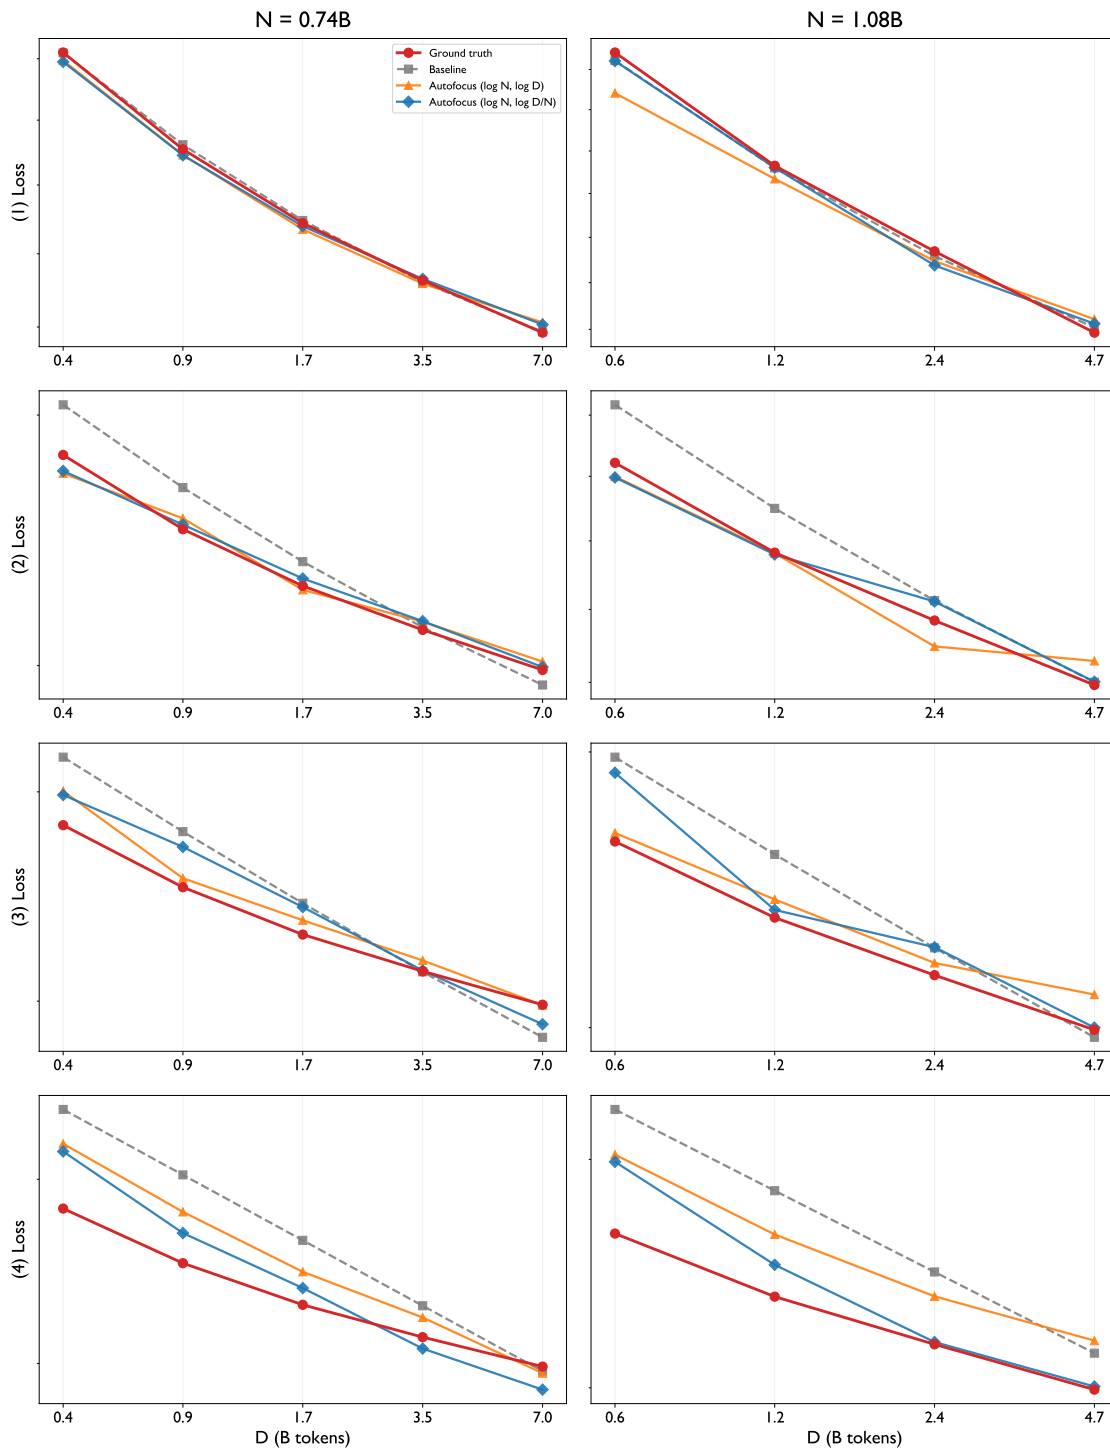 N = 0.74B
N = 1.08B
Ground truth
Baseline
Autofocus (log N, log D)
Autofocus (log N, log D/N)
(1) Loss
0.4 0.9 1.7 3.5 7.0
0.6 1.2 2.4 4.7
(2) Loss
0.4 0.9 1.7 3.5 7.0
0.6 1.2 2.4 4.7
(3) Loss
0.4 0.9 1.7 3.5 7.0
0.6 1.2 2.4 4.7
(4) Loss
0.4 0.9 1.7 3.5 7.0
0.6 1.2 2.4 4.7
D (B tokens)
D (B tokens)